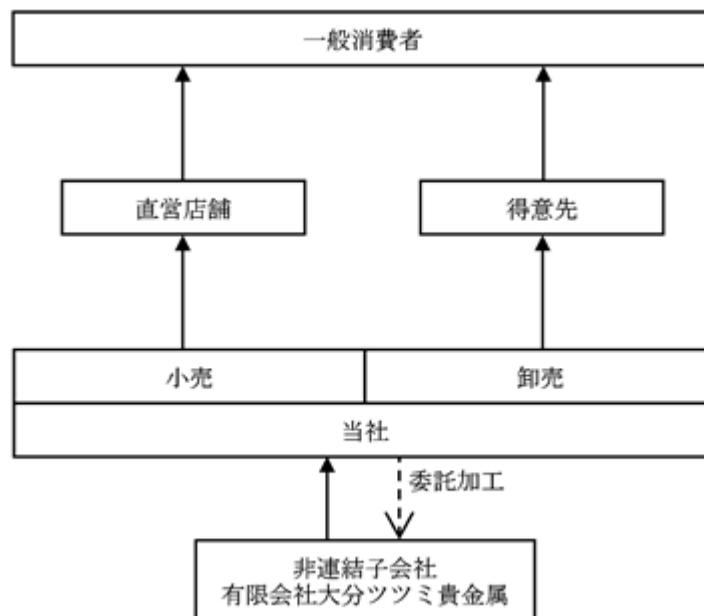 一般消費者
直営店舗
得意先
小売
卸売
当社
委託加工
非連結子会社
有限会社大分ツツミ貴金属